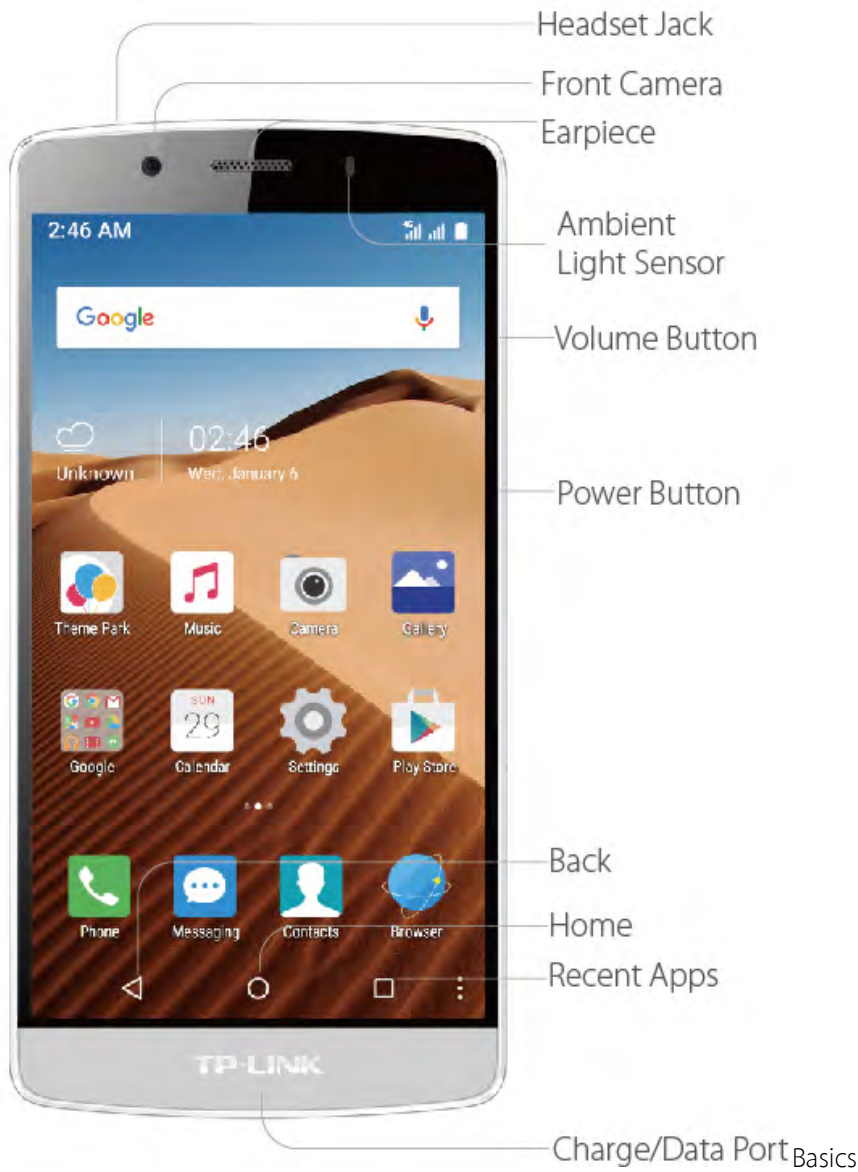 Headset Jack
Front Camera
Earpiece
Ambient
Light Sensor
Volume Button
Power Button
2:46 AM
4G
Google
02:46
Unknown
Wed, January 6
Theme Park
Music
Camera
Gallery
SUN
29
Google
Calendar
Settings
Play Store
Back
Home
Recent Apps
Phone
Messaging
Contacts
Browser
TP-LINK
Charge/Data Port
Basics